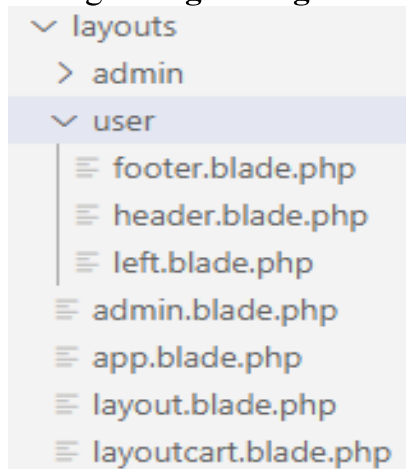 layouts
admin
user
footer.blade.php
header.blade.php
left.blade.php
admin.blade.php
app.blade.php
layout.blade.php
layoutcart.blade.php